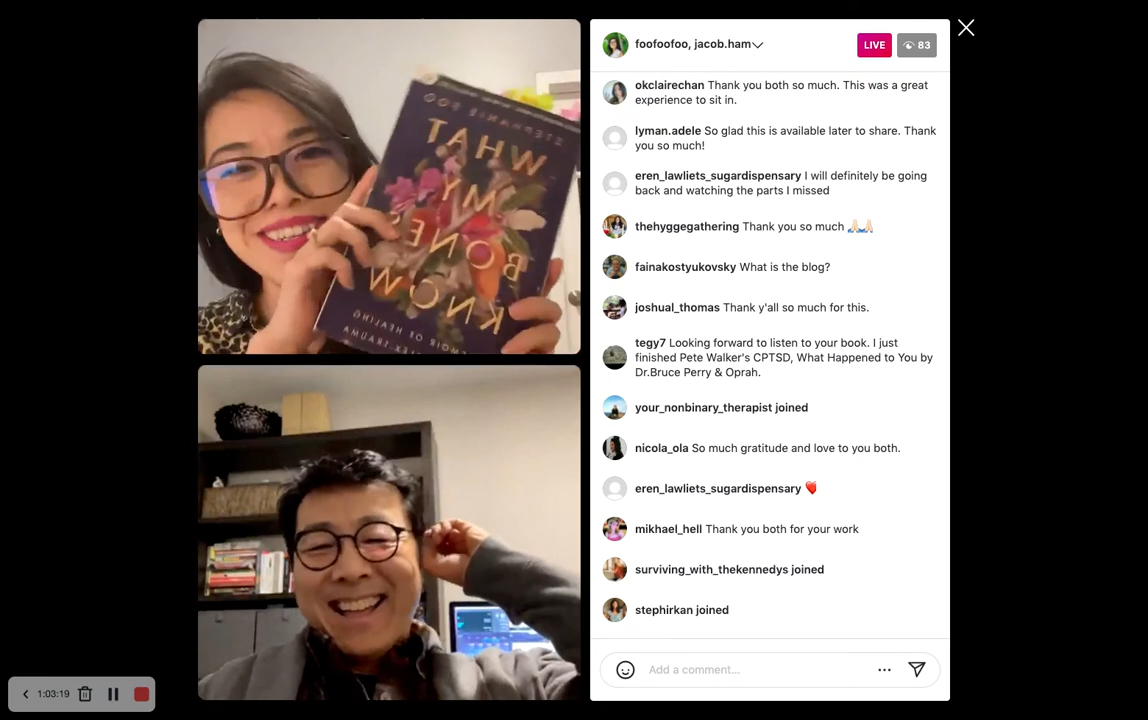 foofoofoo, jacob.ham
LIVE
83
okclairechan Thank you both so much. This was a great
experience to sit in.
lyman.adele So glad this is available later to share. Thank
you so much!
eren_lawliets_sugardispensary I will definitely be going
back and watching the parts I missed
thehyggegathering Thank you so much 🙏🏻🙏🏻
fainakostyukovsky What is the blog?
joshual_thomas Thank y'all so much for this.
tegy7 Looking forward to listen to your book. I just
finished Pete Walker's CPTSD, What Happened to You by
Dr.Bruce Perry & Oprah.
your_nonbinary_therapist joined
nicola_ola So much gratitude and love to you both.
eren_lawliets_sugardispensary ❤️
mikhael_hell Thank you both for your work
surviving_with_thekennedys joined
stephirkan joined
Add a comment...
STEPHANIE FOO
WHAT
MY
BONES
KNOW
MEMOIR OF HEALING
TRAUMA
1:03:19